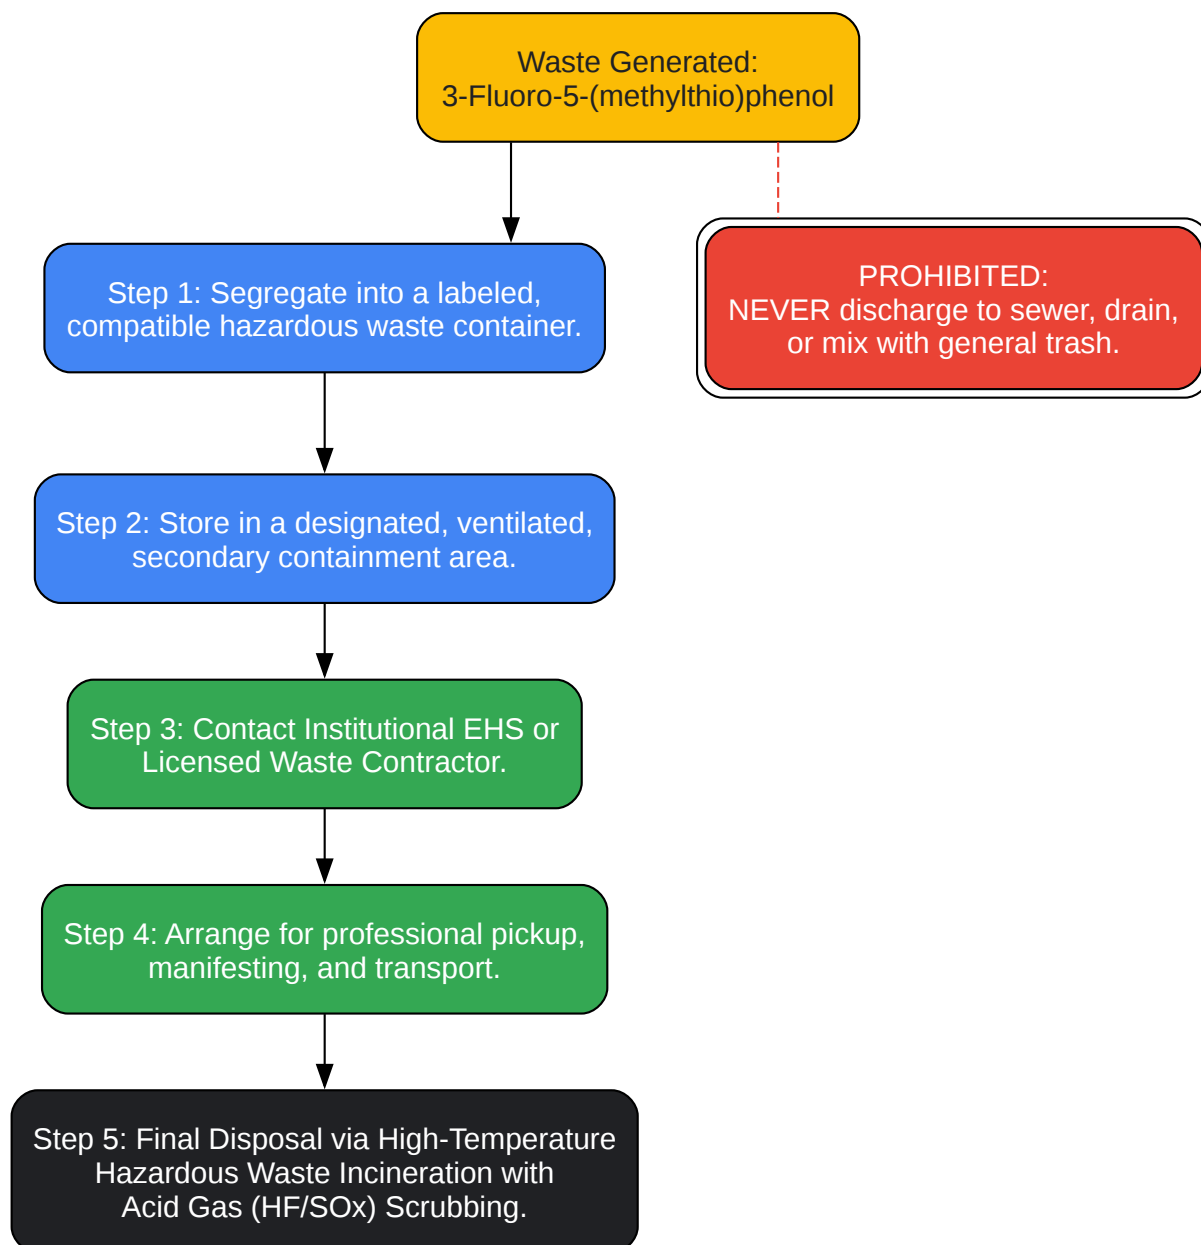 Waste Generated:
3-Fluoro-5-(methylthio)phenol
PROHIBITED:
NEVER discharge to sewer, drain,
or mix with general trash.
Step 1: Segregate into a labeled,
compatible hazardous waste container.
Step 2: Store in a designated, ventilated,
secondary containment area.
Step 3: Contact Institutional EHS or
Licensed Waste Contractor.
Step 4: Arrange for professional pickup,
manifesting, and transport.
Step 5: Final Disposal via High-Temperature
Hazardous Waste Incineration with
Acid Gas (HF/SOx) Scrubbing.